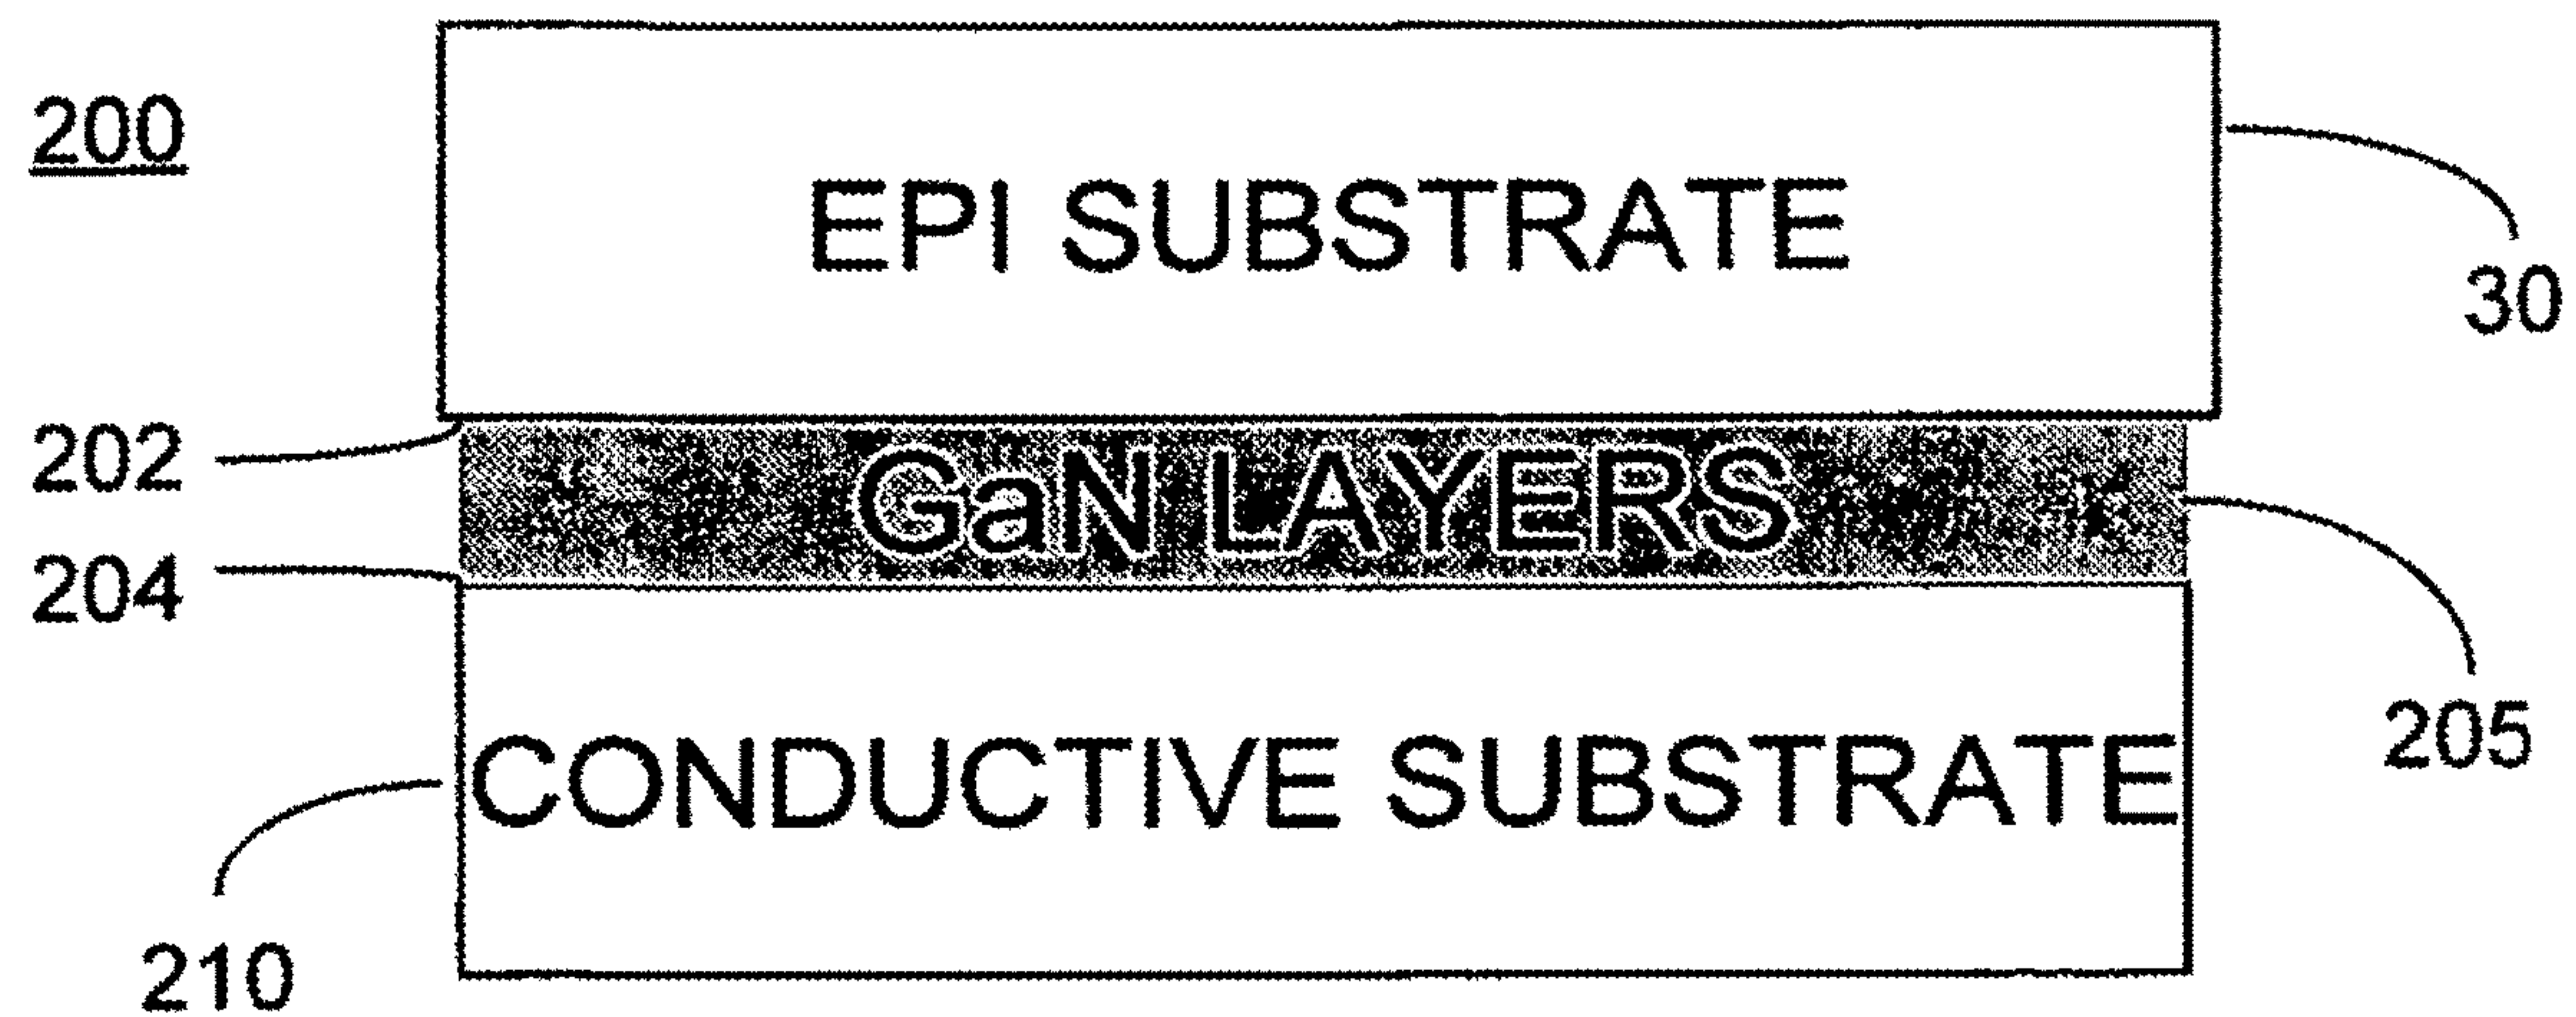 200
EPI SUBSTRATE
30
202
GaN LAYERS
204
205
CONDUCTIVE SUBSTRATE
210